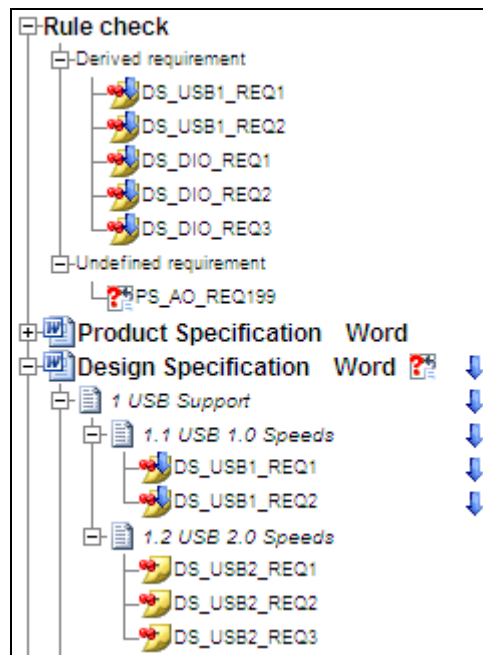 Rule check
Derived requirement
DS_USB1_REQ1
DS_USB1_REQ2
DS_DIO_REQ1
DS_DIO_REQ2
DS_DIO_REQ3
Undefined requirement
PS_AO_REQ199
Product Specification Word
Design Specification Word
1 USB Support
1.1 USB 1.0 Speeds
DS_USB1_REQ1
DS_USB1_REQ2
1.2 USB 2.0 Speeds
DS_USB2_REQ1
DS_USB2_REQ2
DS_USB2_REQ3